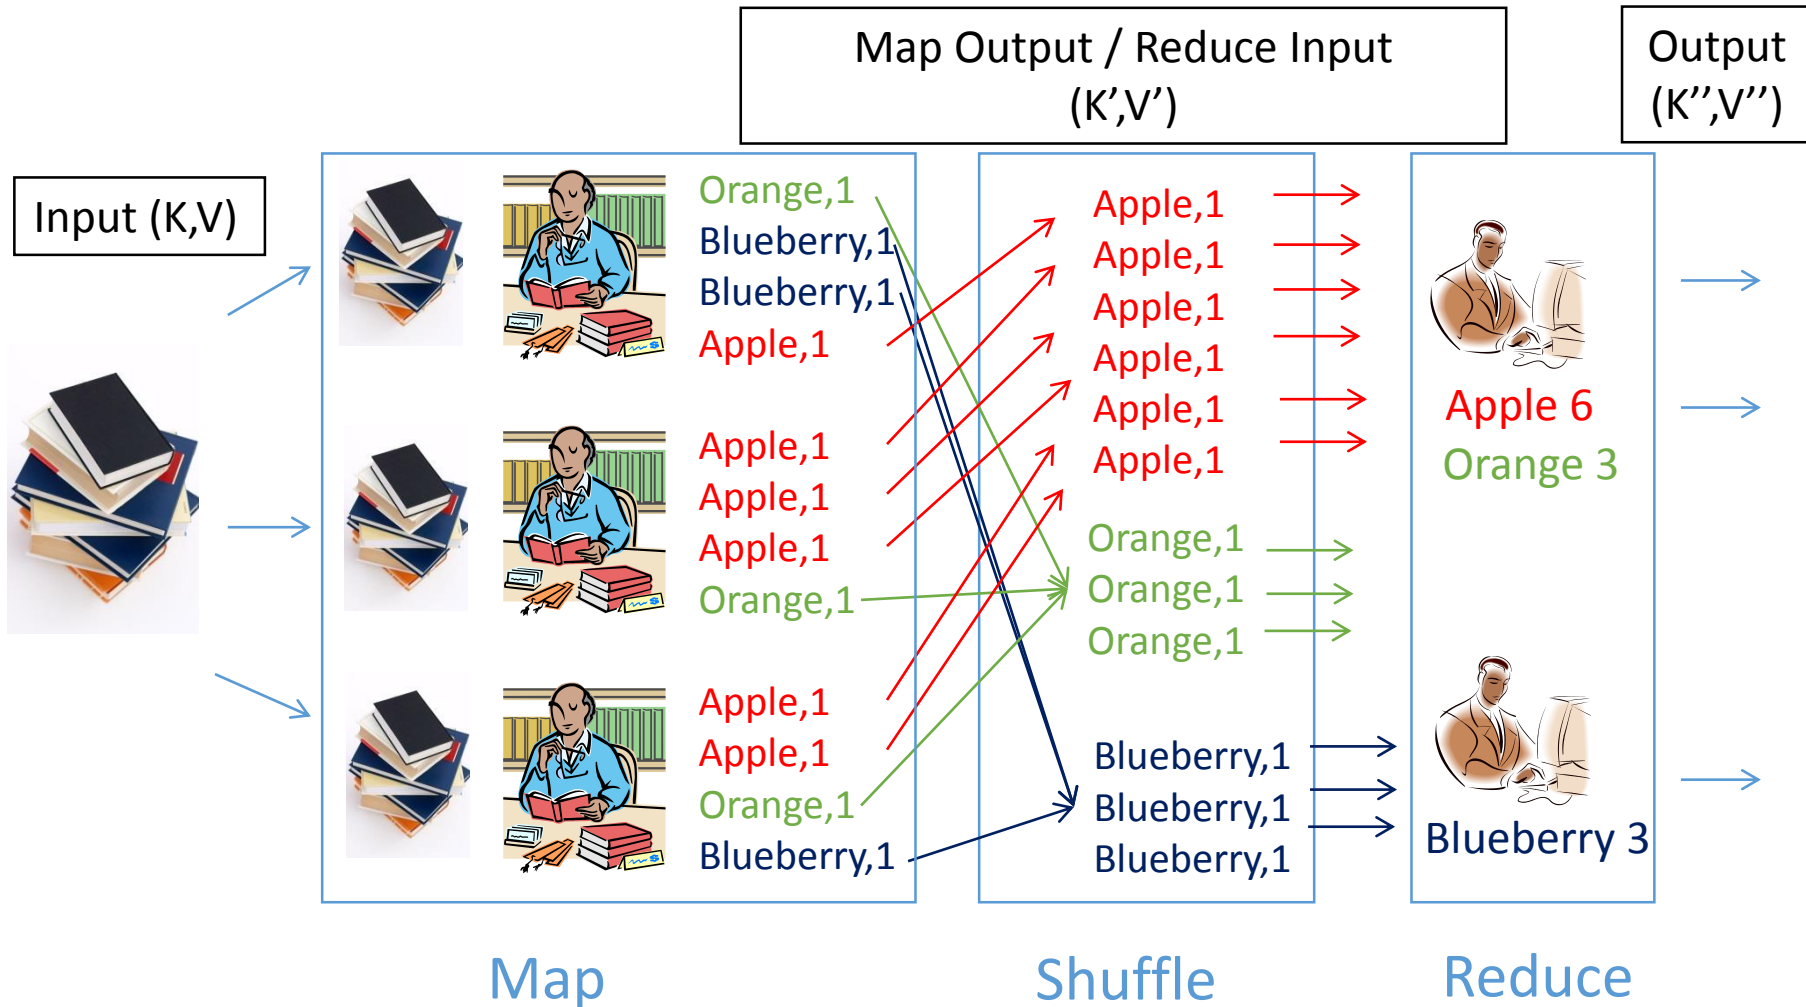 Map Output / Reduce Input
(K’,V’)
Output
(K’’,V’’)
Input (K,V)
Orange,1
Blueberry,1
Blueberry,1
Apple,1
Apple,1
Apple,1
Apple,1
Orange,1
Apple,1
Apple,1
Orange,1
Blueberry,1
Apple,1
Apple,1
Apple,1
Apple,1
Apple,1
Apple,1
Orange,1
Orange,1
Orange,1
Blueberry,1
Blueberry,1
Blueberry,1
Apple 6
Orange 3
Blueberry 3
Map
Shuffle
Reduce